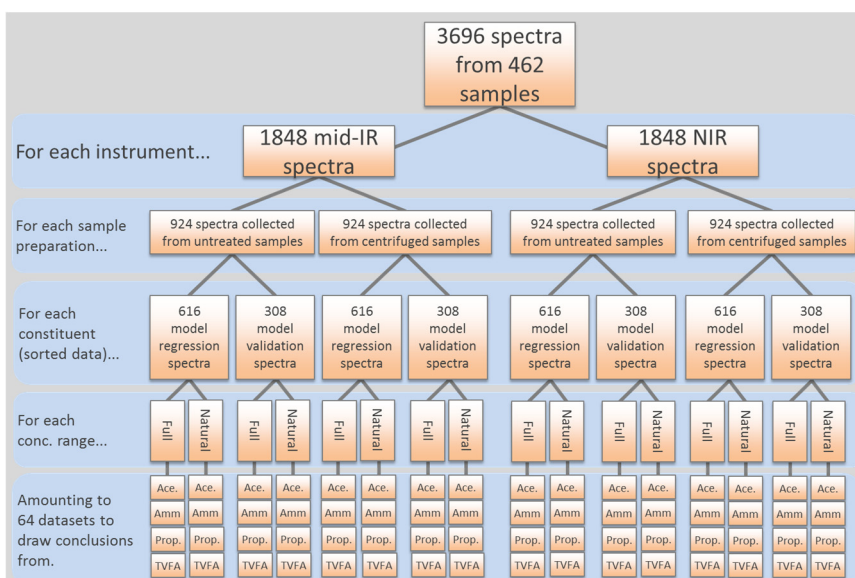 3696 spectra
from 462
samples
For each instrument...
1848 mid-IR
spectra
1848 NIR
spectra
For each sample
preparation...
924 spectra collected
from untreated samples
924 spectra collected
from centrifuged samples
924 spectra collected
from untreated samples
924 spectra collected
from centrifuged samples
For each
constituent
(sorted data)...
616
model
regression
spectra
308
model
validation
spectra
616
model
regression
spectra
308
model
validation
spectra
616
model
regression
spectra
308
model
validation
spectra
616
model
regression
spectra
308
model
validation
spectra
For each
conc. range...
Full
Natural
Full
Natural
Full
Natural
Full
Natural
Full
Natural
Full
Natural
Full
Natural
Full
Natural
Amounting to
64 datasets to
draw conclusions
from.
Ace. Ace. Ace. Ace. Ace. Ace. Ace. Ace. Ace. Ace. Ace. Ace. Ace. Ace. Ace. Ace.
Amm Amm Amm Amm Amm Amm Amm Amm Amm Amm Amm Amm Amm Amm Amm Amm
Prop. Prop. Prop. Prop. Prop. Prop. Prop. Prop. Prop. Prop. Prop. Prop. Prop. Prop. Prop. Prop.
TVFA TVFA TVFA TVFA TVFA TVFA TVFA TVFA TVFA TVFA TVFA TVFA TVFA TVFA TVFA TVFA